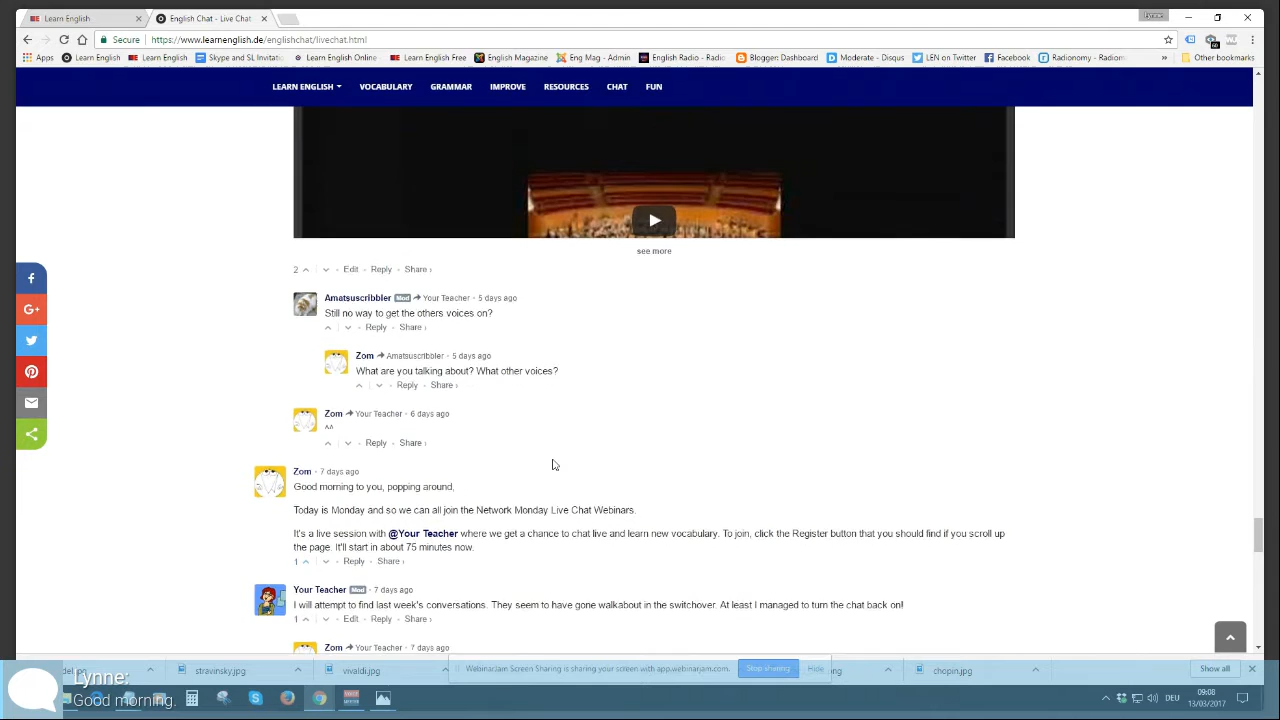 Learn English
English Chat - Live Chat
Lynne
Secure https://www.learnenglish.de/englishchat/livechat.html
Apps Learn English Learn English Skype and SL Invitatio Learn English Online Learn English Free English Magazine Eng Mag - Admin English Radio - Radio Blogger: Dashboard Moderate - Disqus LEN on Twitter Facebook Radionomy - Radiom » Other bookmarks
LEARN ENGLISH VOCABULARY GRAMMAR IMPROVE RESOURCES CHAT FUN
see more
2 Edit Reply Share ›
Amatsuscribbler Mod Your Teacher • 5 days ago
Still no way to get the others voices on?
Reply Share ›
Zom Amatsuscribbler • 5 days ago
What are you talking about? What other voices?
Reply Share ›
Zom Your Teacher • 6 days ago
^^
Reply Share ›
Zom • 7 days ago
Good morning to you, popping around,
Today is Monday and so we can all join the Network Monday Live Chat Webinars.
It's a live session with @Your Teacher where we get a chance to chat live and learn new vocabulary. To join, click the Register button that you should find if you scroll up
the page. It'll start in about 75 minutes now.
1 Reply Share ›
Your Teacher Mod • 7 days ago
I will attempt to find last week's conversations. They seem to have gone walkabout in the switchover. At least I managed to turn the chat back on!
1 Edit Reply Share ›
Zom Your Teacher • 7 days ago
stravinsky.jpg vivaldi.jpg WebinarJam Screen Sharing is sharing your screen with app.webinarjam.com. Stop sharing Hide chopin.jpg Show all
Lynne:
Good morning.
DEU 09:08
13/03/2017